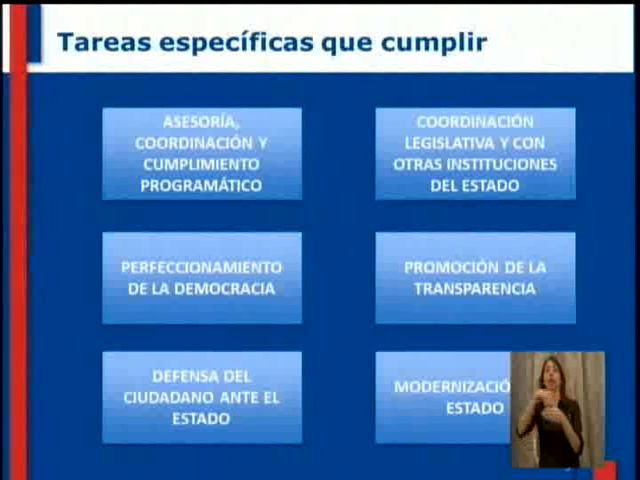 Tareas específicas que cumplir
ASESORÍA,
COORDINACIÓN Y
CUMPLIMIENTO
PROGRAMÁTICO
COORDINACIÓN
LEGISLATIVA Y CON
OTRAS INSTITUCIONES
DEL ESTADO
PERFECCIONAMIENTO
DE LA DEMOCRACIA
PROMOCIÓN DE LA
TRANSPARENCIA
DEFENSA DEL
CIUDADANO ANTE EL
ESTADO
MODERNIZACIÓ
ESTADO